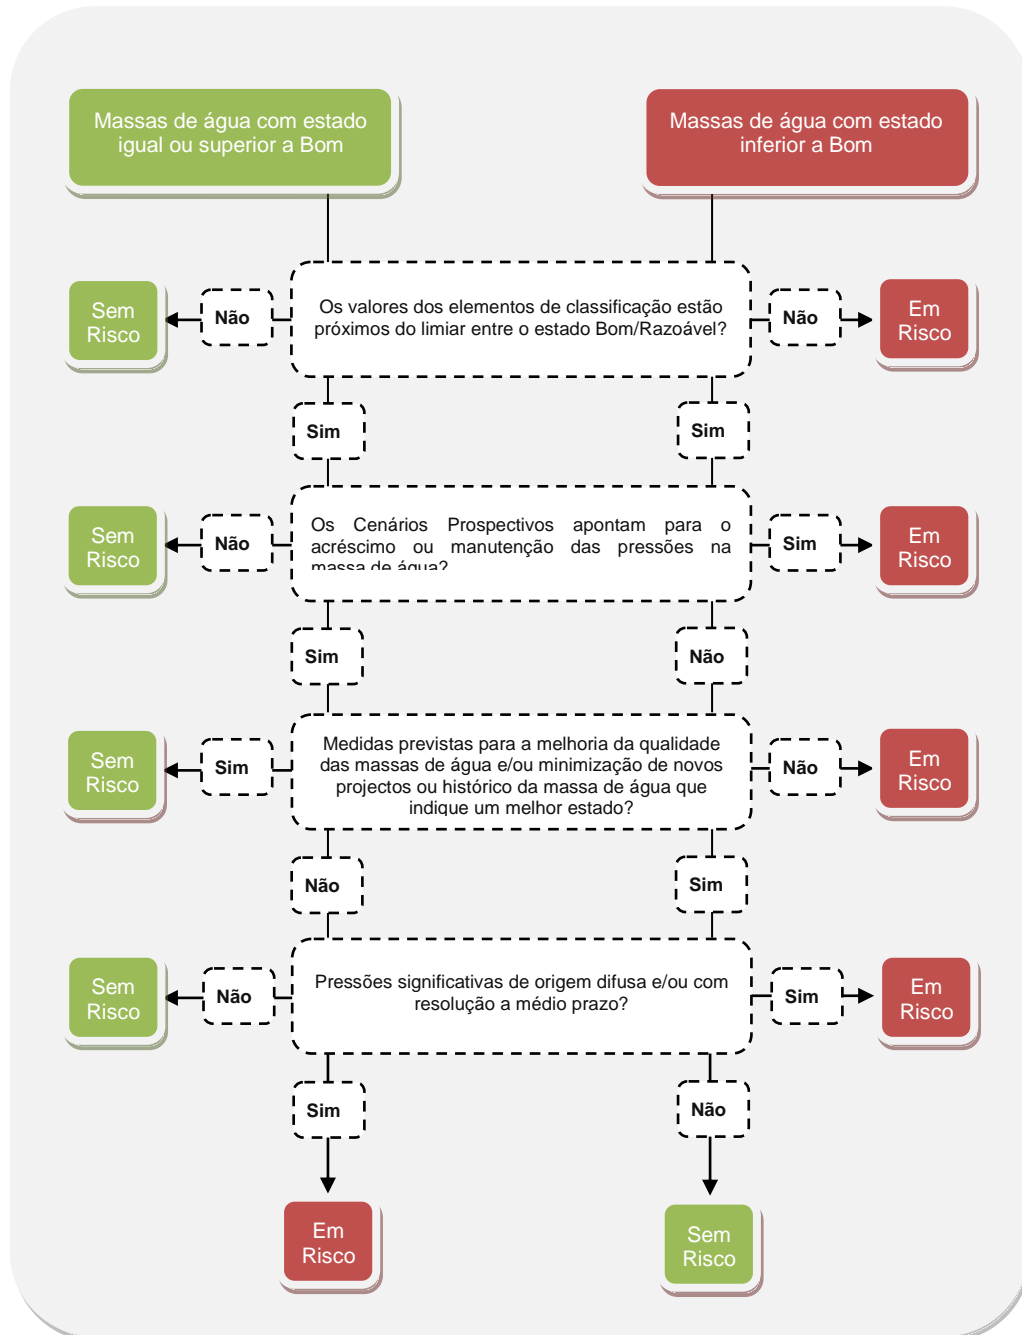 Massas de água com estado
igual ou superior a Bom
Massas de água com estado
inferior a Bom
Sem
Risco
Não
Os valores dos elementos de classificação estão
próximos do limiar entre o estado Bom/Razoável?
Não
Em
Risco
Sim
Sim
Sem
Risco
Não
Os Cenários Prospectivos apontam para o
acréscimo ou manutenção das pressões na
massa de água?
Sim
Em
Risco
Sim
Não
Sem
Risco
Sim
Medidas previstas para a melhoria da qualidade
das massas de água e/ou minimização de novos
projectos ou histórico da massa de água que
indique um melhor estado?
Não
Em
Risco
Não
Sim
Sem
Risco
Não
Pressões significativas de origem difusa e/ou com
resolução a médio prazo?
Sim
Em
Risco
Sim
Não
Em
Risco
Sem
Risco